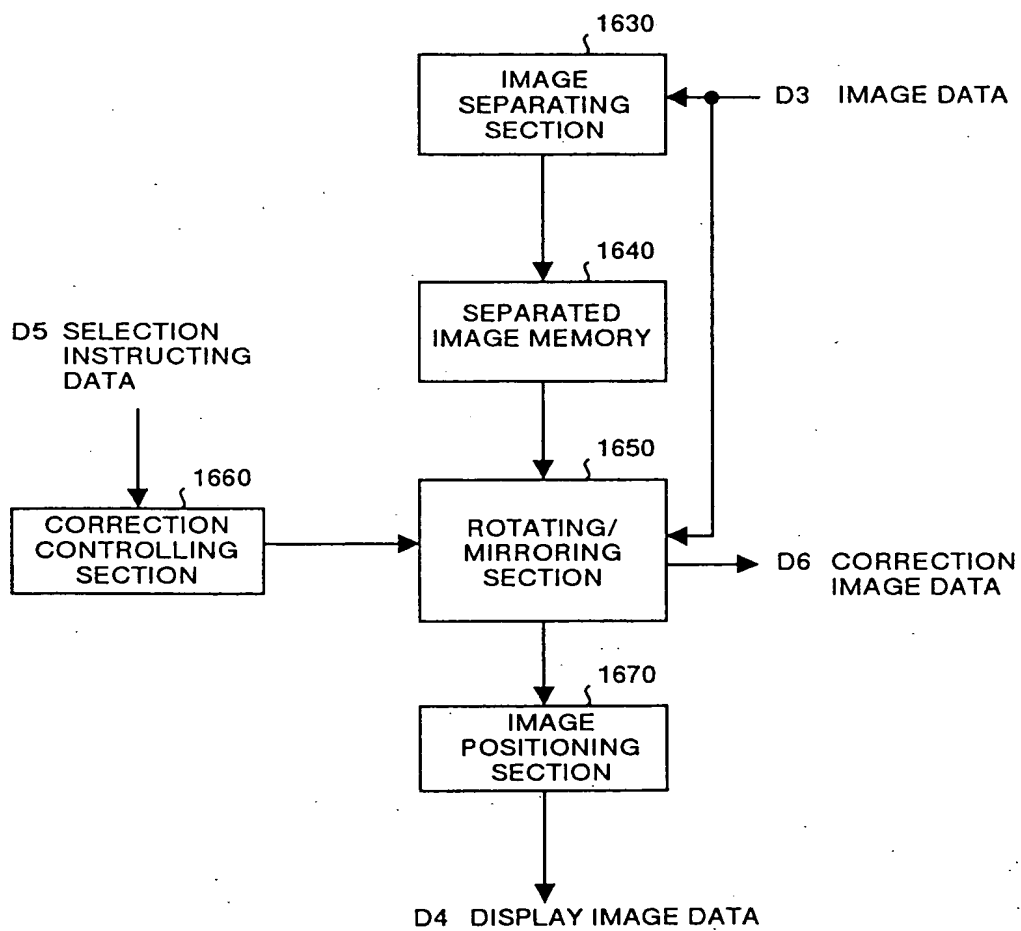 1630
IMAGE
SEPARATING
SECTION
D3 IMAGE DATA
1640
SEPARATED
IMAGE MEMORY
D5 SELECTION
INSTRUCTING
DATA
1660
CORRECTION
CONTROLLING
SECTION
1650
ROTATING/
MIRRORING
SECTION
D6 CORRECTION
IMAGE DATA
1670
IMAGE
POSITIONING
SECTION
D4 DISPLAY IMAGE DATA